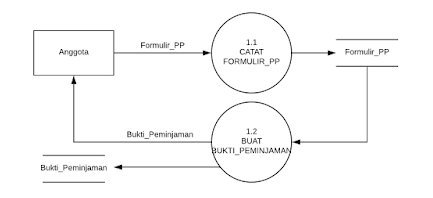 Formulir_PP
Anggota
1.1
CATAT
FORMULIR_PP
Formulir_PP
Bukti_Peminjaman
1.2
BUAT
BUKTI_PEMINJAMAN
Bukti_Peminjaman